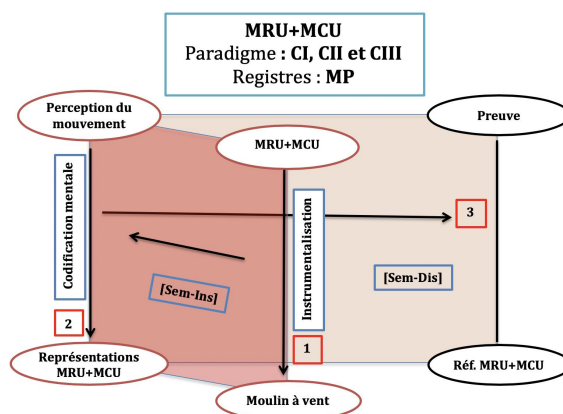 MRU+MCU
Paradigme : CI, CII et CIII
Registres : MP
Perception du
mouvement
MRU+MCU
Preuve
Codification mentale
Instrumentalisation
3
[Sem-Ins]
[Sem-Dis]
2
1
Représentations
MRU+MCU
Moulin à vent
Réf. MRU+MCU